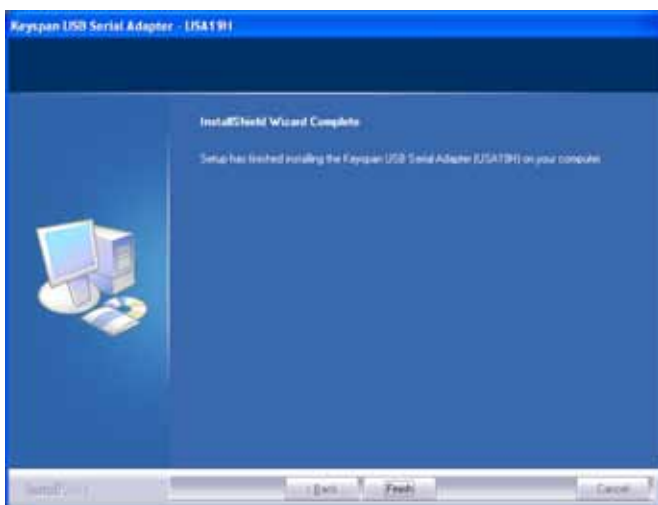 Keyspan USB Serial Adapter - USA19H
InstallShield Wizard Complete
Setup has finished installing the Keyspan USB Serial Adapter (USA19H) on your computer.
InstallShield
< Back
Finish
Cancel